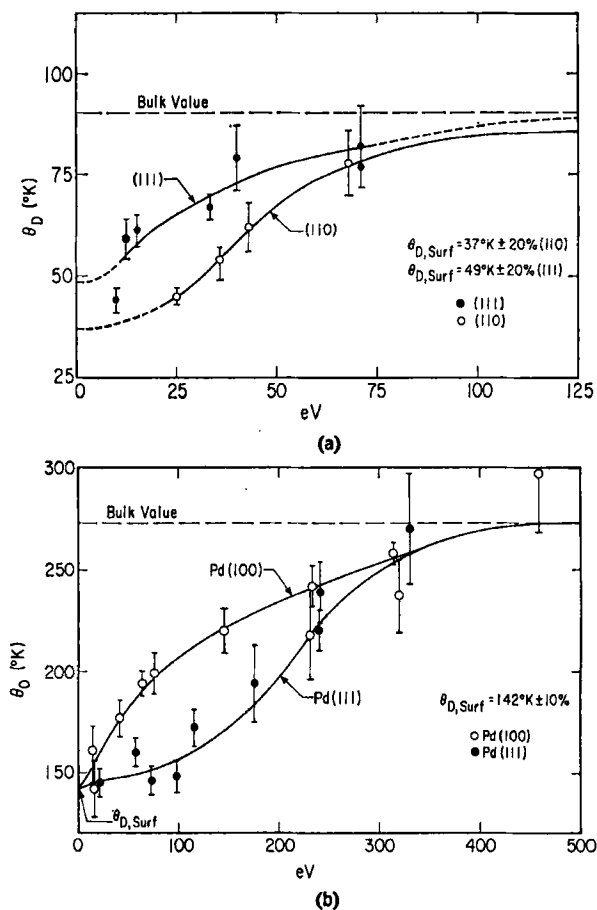 100
75
50
25
θD (°K)
Bulk Value
(111)
(110)
θD,Surf = 37°K ± 20% (110)
θD,Surf = 49°K ± 20% (111)
(111)
(110)
0 25 50 75 100 125
eV
(a)
300
250
200
150
100
θD (°K)
Bulk Value
Pd(100)
Pd(111)
θD,Surf = 142°K ± 10%
Pd(100)
Pd(111)
θD,Surf
0 100 200 300 400 500
eV
(b)